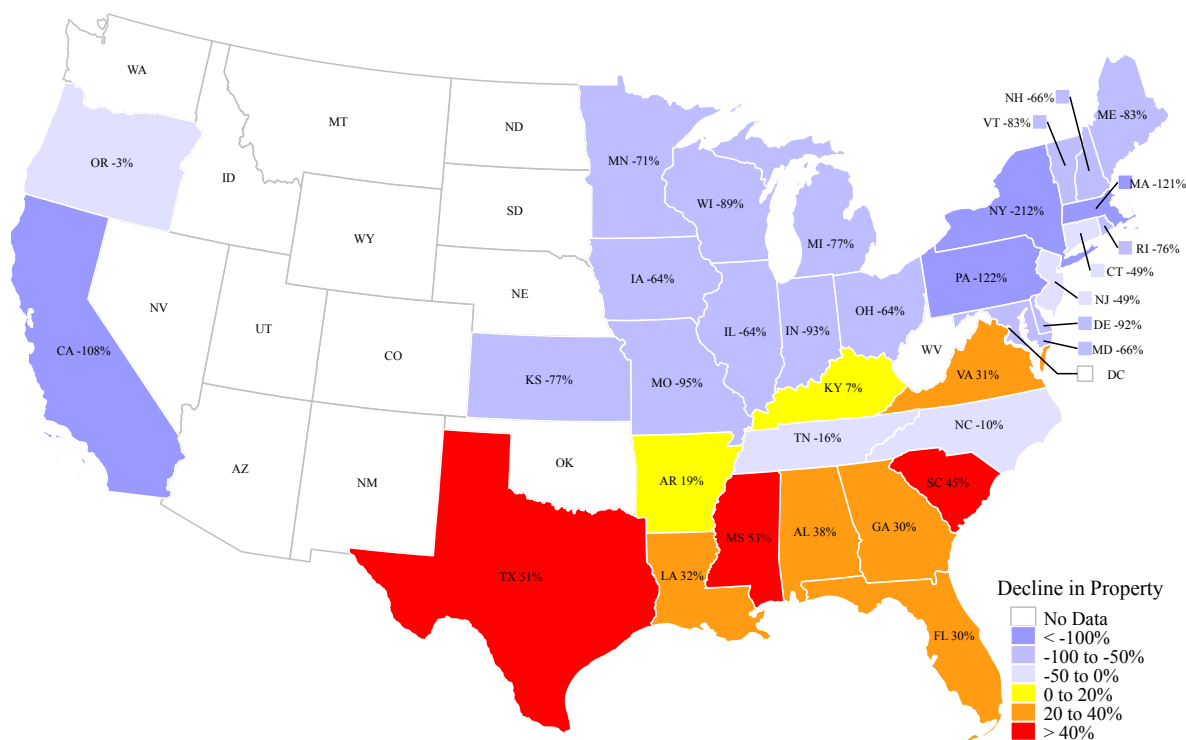 WA
MT
ND
OR -3%
ID
SD
WY
NE
NV
UT
CO
CA -108%
AZ
NM
OK
KS -77%
MN -71%
WI -89%
MI -77%
IA -64%
IL -64%
IN -93%
OH -64%
MO -95%
PA -122%
NY -212%
NH -66%
VT -83%
ME -83%
MA -121%
RI -76%
CT -49%
NJ -49%
DE -92%
MD -66%
DC
WV
VA 31%
KY 7%
TN -16%
NC -10%
SC 45%
AR 19%
MS 53%
AL 38%
GA 30%
LA 32%
TX 51%
FL 30%
Decline in Property
No Data
< -100%
-100 to -50%
-50 to 0%
0 to 20%
20 to 40%
> 40%